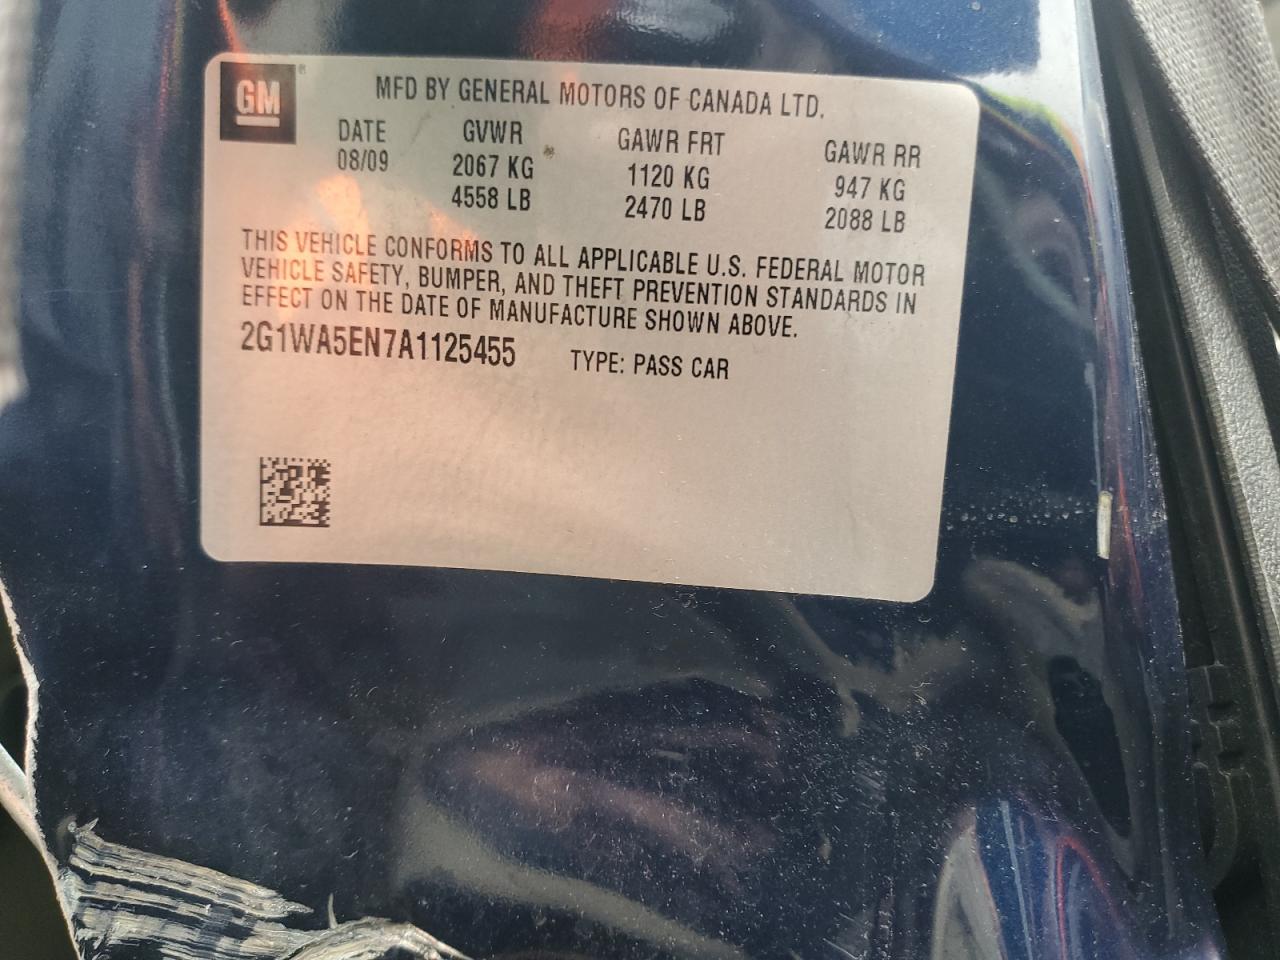 GM ®
MFD BY GENERAL MOTORS OF CANADA LTD.
DATE GVWR GAWR FRT GAWR RR
08/09 2067 KG 1120 KG 947 KG
4558 LB 2470 LB 2088 LB
THIS VEHICLE CONFORMS TO ALL APPLICABLE U.S. FEDERAL MOTOR
VEHICLE SAFETY, BUMPER, AND THEFT PREVENTION STANDARDS IN
EFFECT ON THE DATE OF MANUFACTURE SHOWN ABOVE.
2G1WA5EN7A1125455 TYPE: PASS CAR